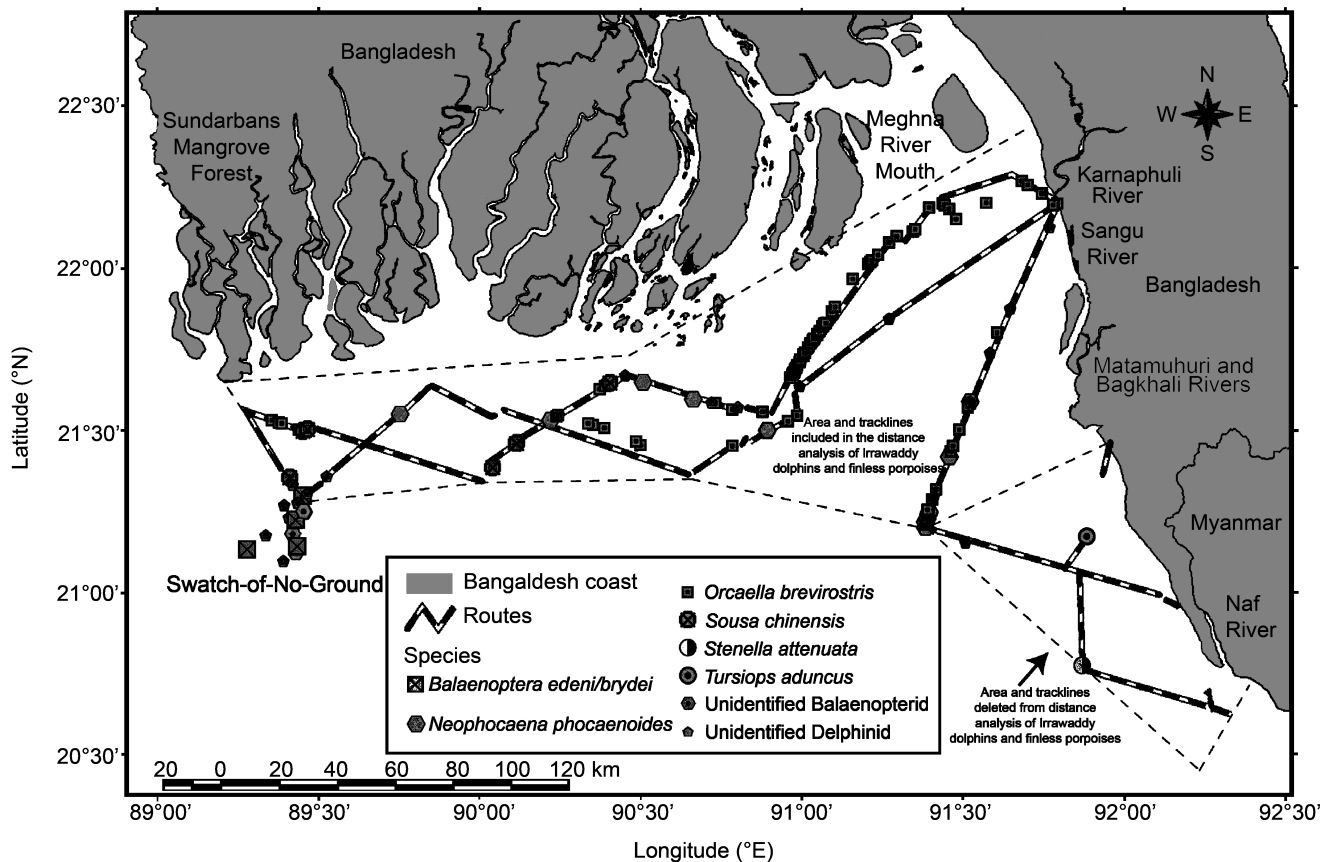 Bangladesh
Sundarbans
Mangrove
Forest
Meghna
River
Mouth
N
W
E
S
Karnaphuli
River
Sangu
River
Bangladesh
Matamuhuri and
Bagkhali Rivers
Myanmar
Naf
River
Area and tracklines
included in the distance
analysis of Irrawaddy
dolphins and finless porpoises
Swatch-of-No-Ground
Area and tracklines
deleted from distance
analysis of Irrawaddy
dolphins and finless porpoises
Bangaldesh coast
Routes
Species
Balaenoptera edeni/brydei
Neophocaena phocaenoides
Orcaella brevirostris
Sousa chinensis
Stenella attenuata
Tursiops aduncus
Unidentified Balaenopterid
Unidentified Delphinid
20 0 20 40 60 80 100 120 km
22°30’
22°00’
21°30’
21°00’
20°30’
Latitude (°N)
89°00’ 89°30’ 90°00’ 90°30’ 91°00’ 91°30’ 92°00’ 92°30’
Longitude (°E)